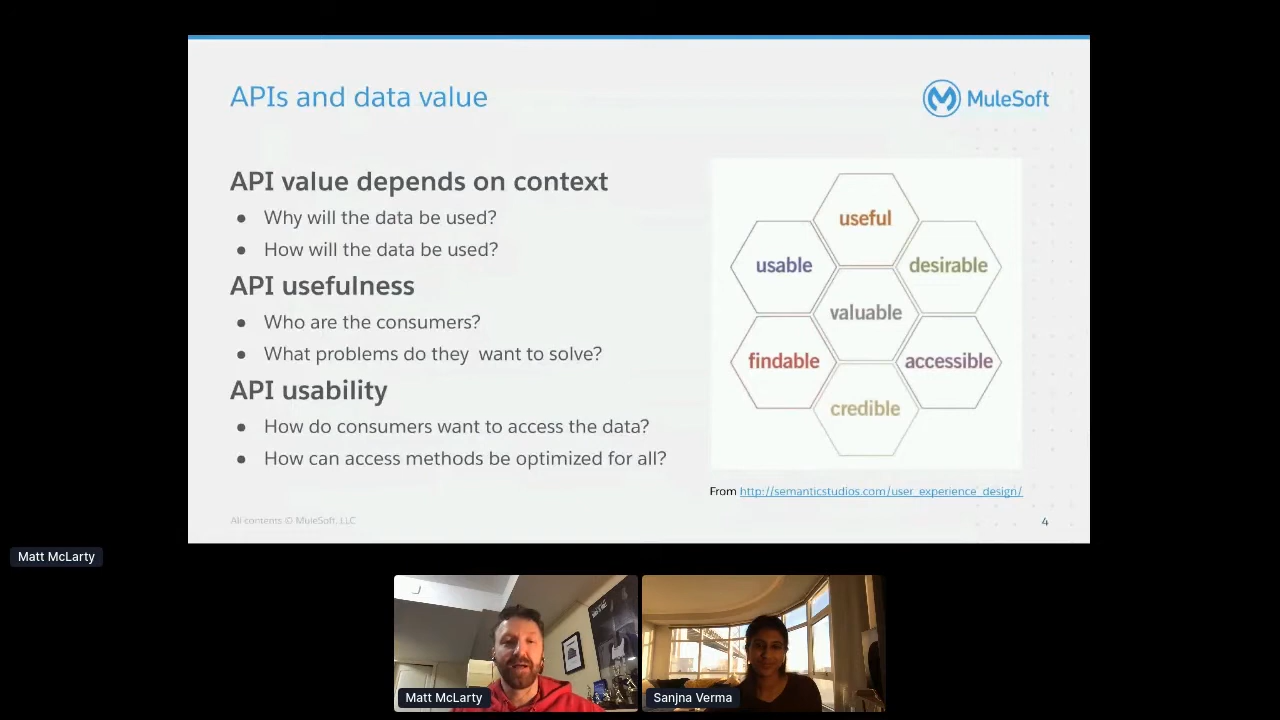 APIs and data value
MuleSoft
API value depends on context
● Why will the data be used?
● How will the data be used?
API usefulness
● Who are the consumers?
● What problems do they  want to solve?
API usability
● How do consumers want to access the data?
● How can access methods be optimized for all?
useful
usable
desirable
valuable
findable
accessible
credible
From http://semanticstudios.com/user_experience_design/
All contents © MuleSoft, LLC
4
Matt McLarty
Matt McLarty
Sanjna Verma